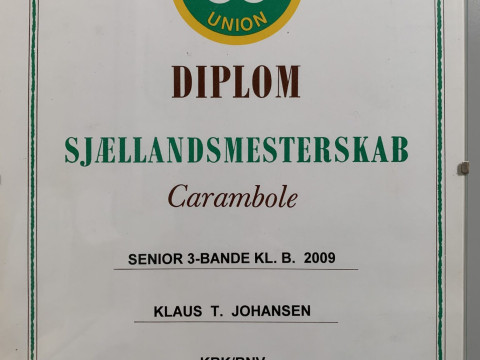 UNION
DIPLOM
SJÆLLANDSMESTERSKAB
Carambole
SENIOR 3-BANDE KL. B. 2009
KLAUS T. JOHANSEN